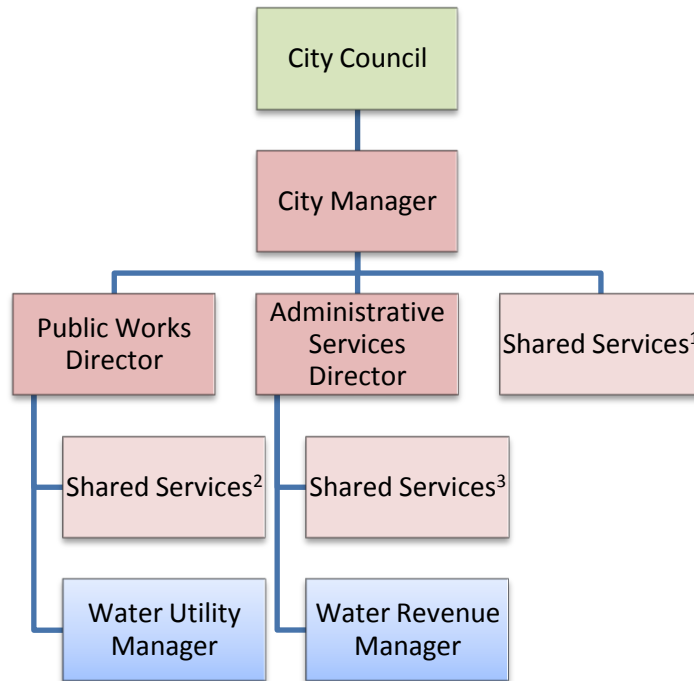 City Council
City Manager
Public Works
Director
Administrative
Services
Director
Shared Services¹
Shared Services²
Shared Services³
Water Utility
Manager
Water Revenue
Manager